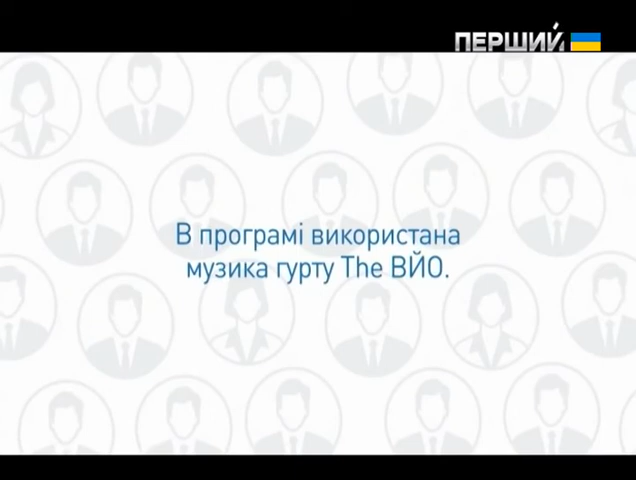 ПЕРШИЙ
В програмі використана
музика гурту The ВЙО.